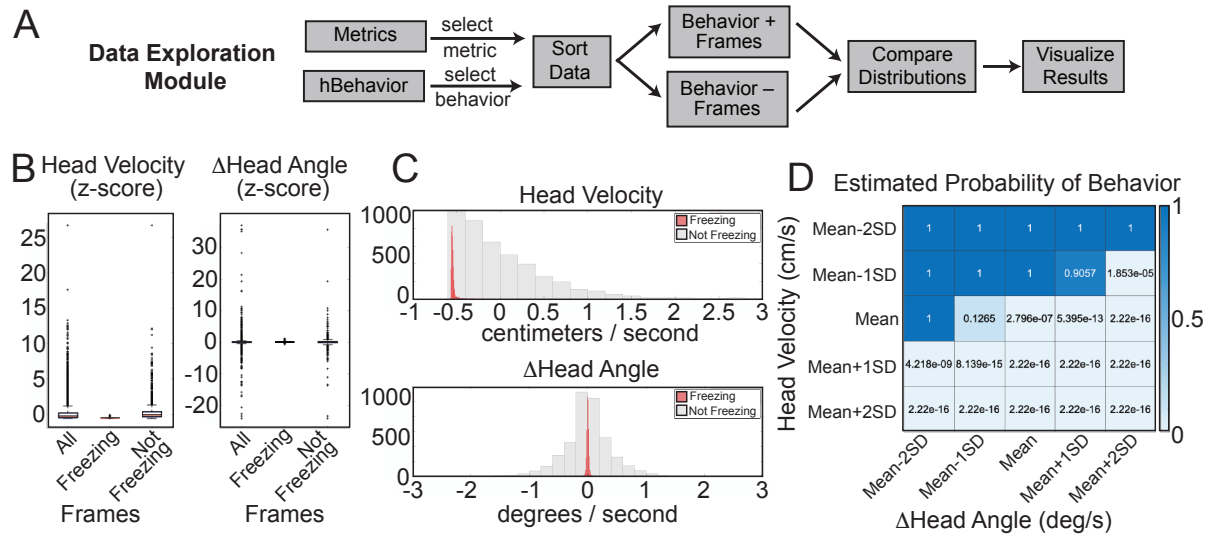 A
Data Exploration
Module
Metrics
hBehavior
select
metric
select
behavior
Sort
Data
Behavior +
Frames
Behavior –
Frames
Compare
Distributions
Visualize
Results
B
Head Velocity
(z-score)
25
20
15
10
5
0
All
Freezing
Not
Freezing
Frames
ΔHead Angle
(z-score)
30
20
10
0
-10
-20
All
Freezing
Not
Freezing
Frames
C
Head Velocity
1000
500
0
Freezing
Not Freezing
-1
-0.5
0
0.5
1
1.5
2
2.5
3
centimeters / second
ΔHead Angle
1000
500
0
Freezing
Not Freezing
-3
-2
-1
0
1
2
3
degrees / second
D
Estimated Probability of Behavior
Head Velocity (cm/s)
Mean-2SD 1 1 1 1 1
Mean-1SD 1 1 1 0.9057 1.853e-05
Mean 1 0.1265 2.796e-07 5.395e-13 2.22e-16
Mean+1SD 4.218e-09 8.139e-15 2.22e-16 2.22e-16 2.22e-16
Mean+2SD 2.22e-16 2.22e-16 2.22e-16 2.22e-16 2.22e-16
Mean-2SD
Mean-1SD
Mean
Mean+1SD
Mean+2SD
ΔHead Angle (deg/s)
1
0.5
0